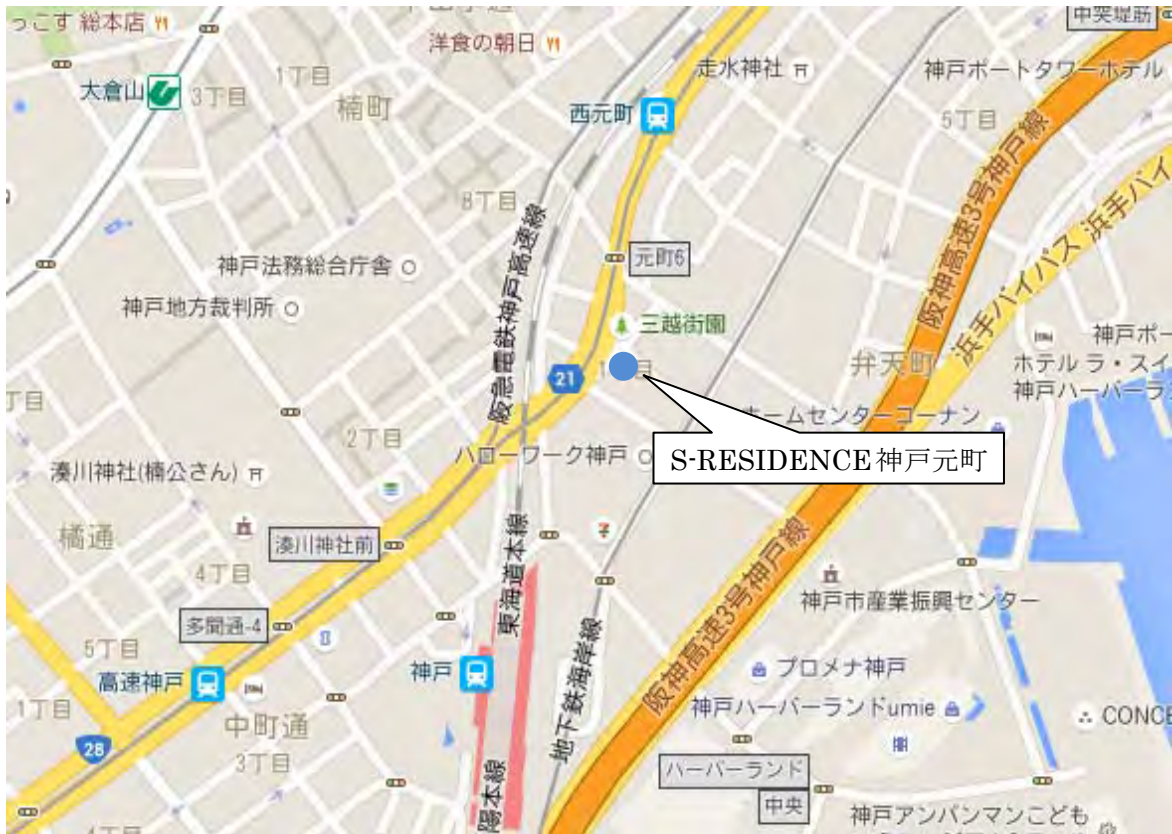 っこす 総本店
中突堤筋
洋食の朝日
走水神社
神戸ポートタワーホテル
大倉山
1丁目
3丁目
楠町
西元町
5丁目
阪神高速3号神戸線
浜手バイパス
浜手バイ
8丁目
阪急電鉄神戸高速線
神戸法務総合庁舎
元町6
神戸地方裁判所
三越街園
神戸ポー
ホテル ラ・スイ
神戸ハーバーラ
弁天町
21
丁目
2丁目
ホームセンターコーナン
ハローワーク神戸
S-RESIDENCE神戸元町
湊川神社(楠公さん)
橘通
湊川神社前
東海道本線
4丁目
神戸市産業振興センター
多聞通-4
地下鉄海岸線
阪神高速3号神戸線
5丁目
高速神戸
神戸
プロメナ神戸
1丁目
神戸ハーバーランドumie
CONCE
中町通
28
3丁目
陽本線
ハーバーランド
中央
神戸アンパンマンこども